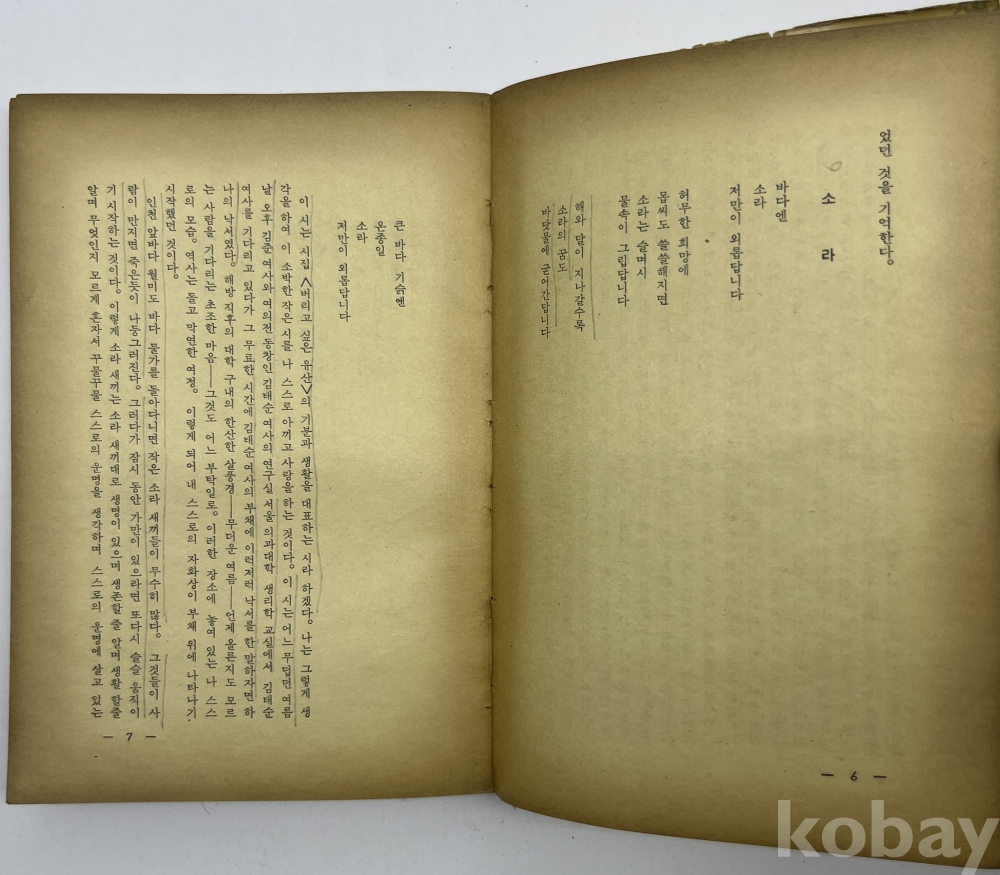 었던 것을 기억한다。
소라
바다엔
소라
저만이 외롭답니다
허무한 희망에
몹씨도 쓸쓸해지면
소라는 슬며시
물속이 그립답니다
해와 달이 지나갈수록
소라의 꿈도
바닷물에 굳어간답니다
— 6 —
큰 바다 기슭엔
온종일
소라
저만이 외롭답니다
이 시는 시집 <버리고 싶은 유산>의 기분과 생활을 대표하는 시라 하겠다。 나는 그렇게 생
각을 하여 이 소박한 작은 시를 나 스스로 아끼고 사랑을 하는 것이다。 이 시는 어느 무덥던 여름
날 오후 김준 여사와 여의전 동창인 김태순 여사의 연구실 서울 의과대학 생리학 교실에서 김태순
여사를 기다리고 있다가 그 무료한 시간에 김태순 여사의 부채에 이럭저럭 낙서를 한 말하자면 하
나의 낙서였다。 해방 직후의 대학 구내의 한산한 살풍경──무더운 여름──언제 올른지도 모르
는 사람을 기다리는 초조한 마음──그것도 어느 부탁일로。 이러한 장소에 놓여 있는 나 스스
로의 모습。 역사는 돌고 막연한 여정。 이렇게 되어 내 스스로의 자화상이 부채 위에 나타나기
시작했던 것이다。
인천 앞바다 월미도 바다 물가를 돌아다니면 작은 소라 새끼들이 무수히 많다。 그것들이 사
람이 만지면 죽은듯이 나둥그러진다。 그러다가 잠시 동안 가만이 있으라면 또다시 슬슬 움직이
기 시작하는 것이다。 이렇게 소라 새끼는 소라 새끼대로 생명이 있으며 생존할줄 알며 생활 할줄
알며 무엇인지 모르게 혼자서 꾸물꾸물 스스로의 운명을 생각하며 스스로의 운명에 살고 있는
— 7 —
kobay